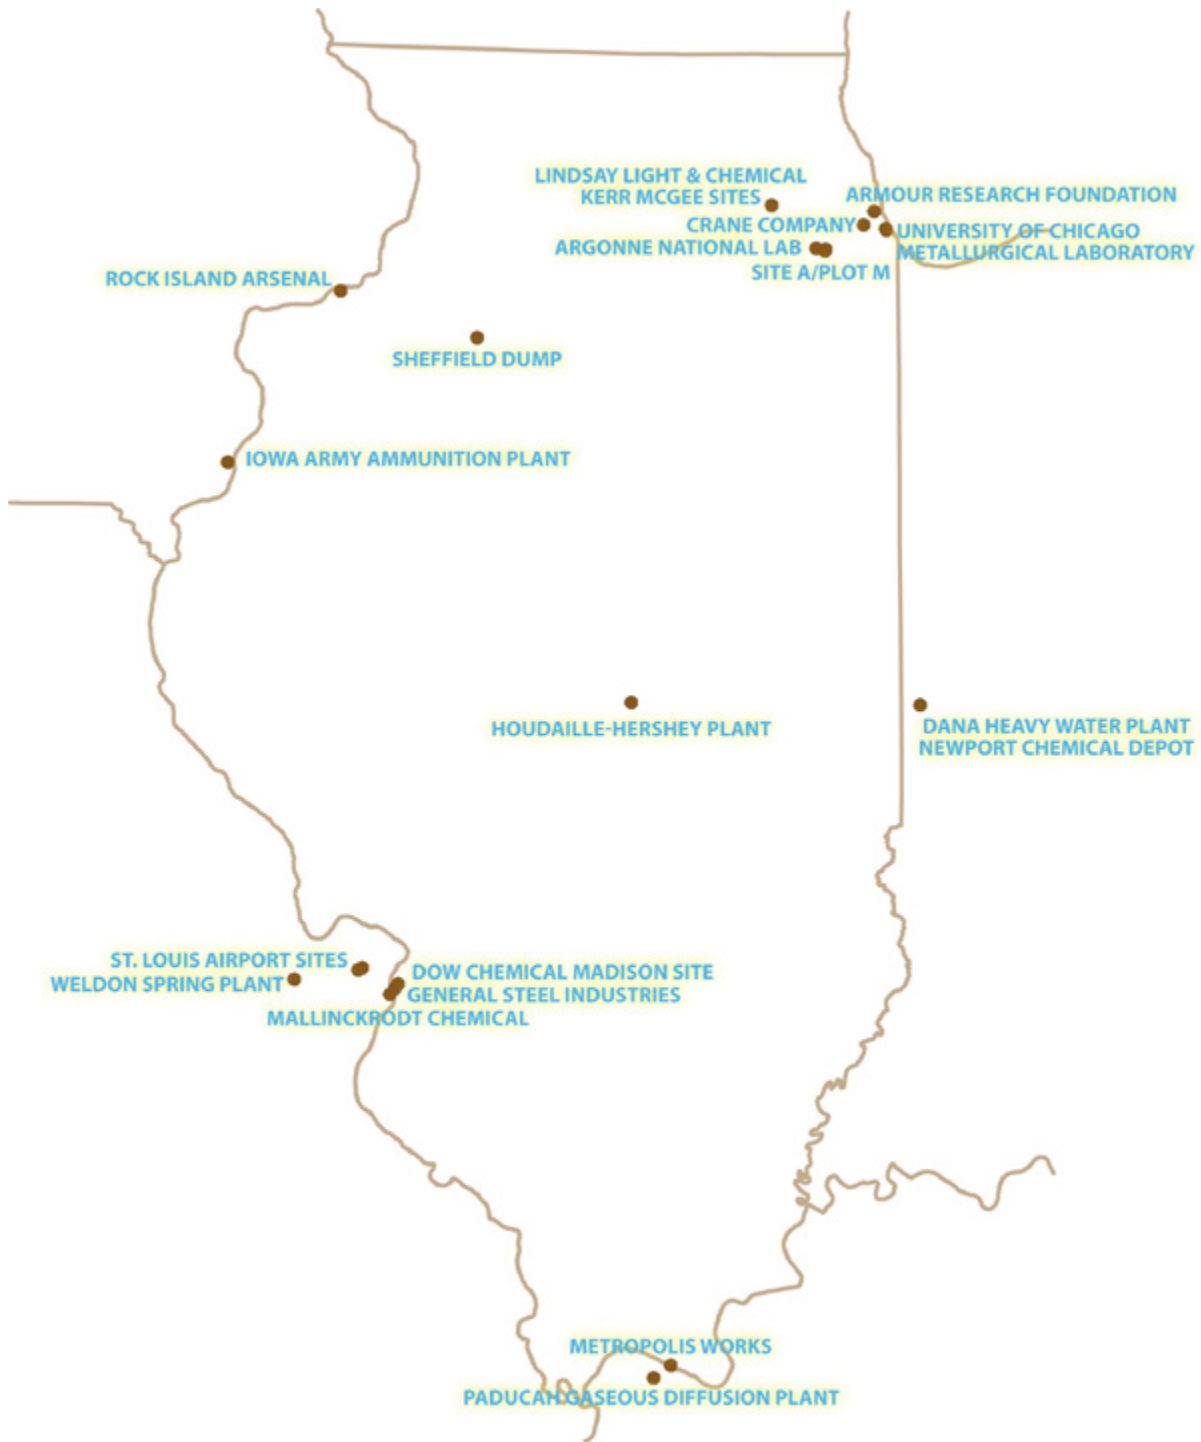 LINDSAY LIGHT & CHEMICAL
KERR MCGEE SITES
ARMOUR RESEARCH FOUNDATION
CRANE COMPANY
UNIVERSITY OF CHICAGO
METALLURGICAL LABORATORY
ARGONNE NATIONAL LAB
SITE A/PLOT M
ROCK ISLAND ARSENAL
SHEFFIELD DUMP
IOWA ARMY AMMUNITION PLANT
HOUDAILLE-HERSHEY PLANT
DANA HEAVY WATER PLANT
NEWPORT CHEMICAL DEPOT
ST. LOUIS AIRPORT SITES
WELDON SPRING PLANT
DOW CHEMICAL MADISON SITE
GENERAL STEEL INDUSTRIES
MALLINCKRODT CHEMICAL
METROPOLIS WORKS
PADUCAH GASEOUS DIFFUSION PLANT